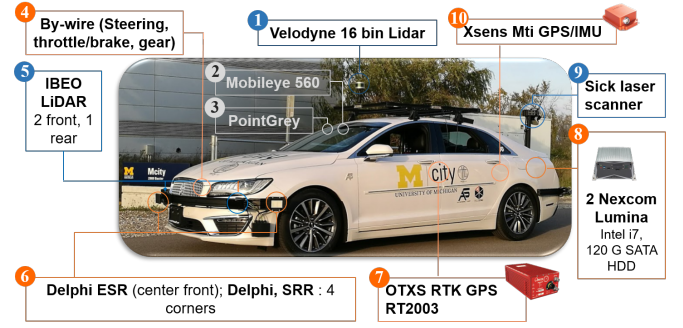 4
By-wire (Steering,
throttle/brake, gear)
1
Velodyne 16 bin Lidar
10
Xsens Mti GPS/IMU
5
IBEO
LiDAR
2 front, 1
rear
2
Mobileye 560
3
PointGrey
9
Sick laser
scanner
M Mcity
M city
UNIVERSITY OF MICHIGAN
8
2 Nexcom
Lumina
Intel i7,
120 G SATA
HDD
6
Delphi ESR (center front); Delphi, SRR : 4
corners
7
OTXS RTK GPS
RT2003